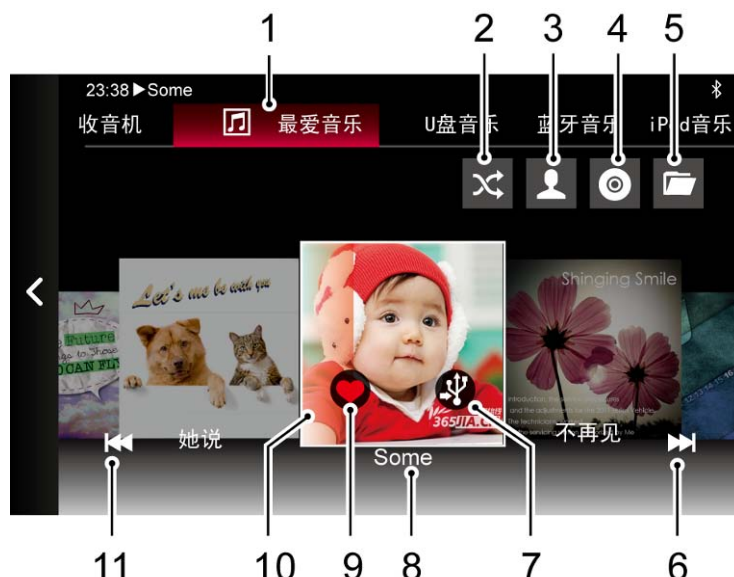 1 2 3 4 5
23:38 ▶ Some
收音机 最爱音乐 U盘音乐 蓝牙音乐 iPod音乐
Let's me be with you
Shinging Smile
Future
CAN FLY
365JIA.C
她说 不再见
Some
11 10 9 8 7 6